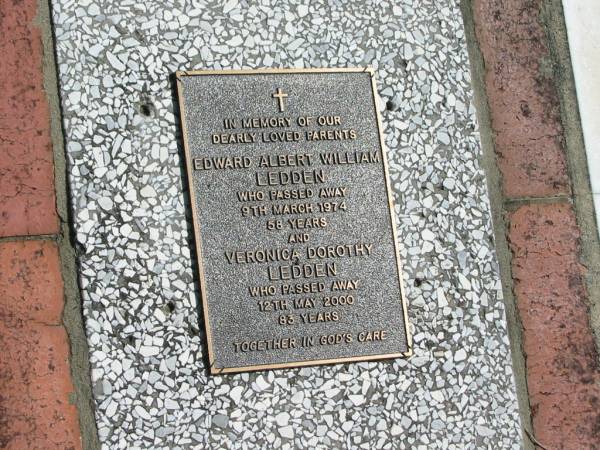 IN MEMORY OF OUR
DEARLY LOVED PARENTS
EDWARD ALBERT WILLIAM
LEDDEN
WHO PASSED AWAY
9TH MARCH 1974
58 YEARS
AND
VERONICA DOROTHY
LEDDEN
WHO PASSED AWAY
12TH MAY 2000
83 YEARS
TOGETHER IN GOD'S CARE